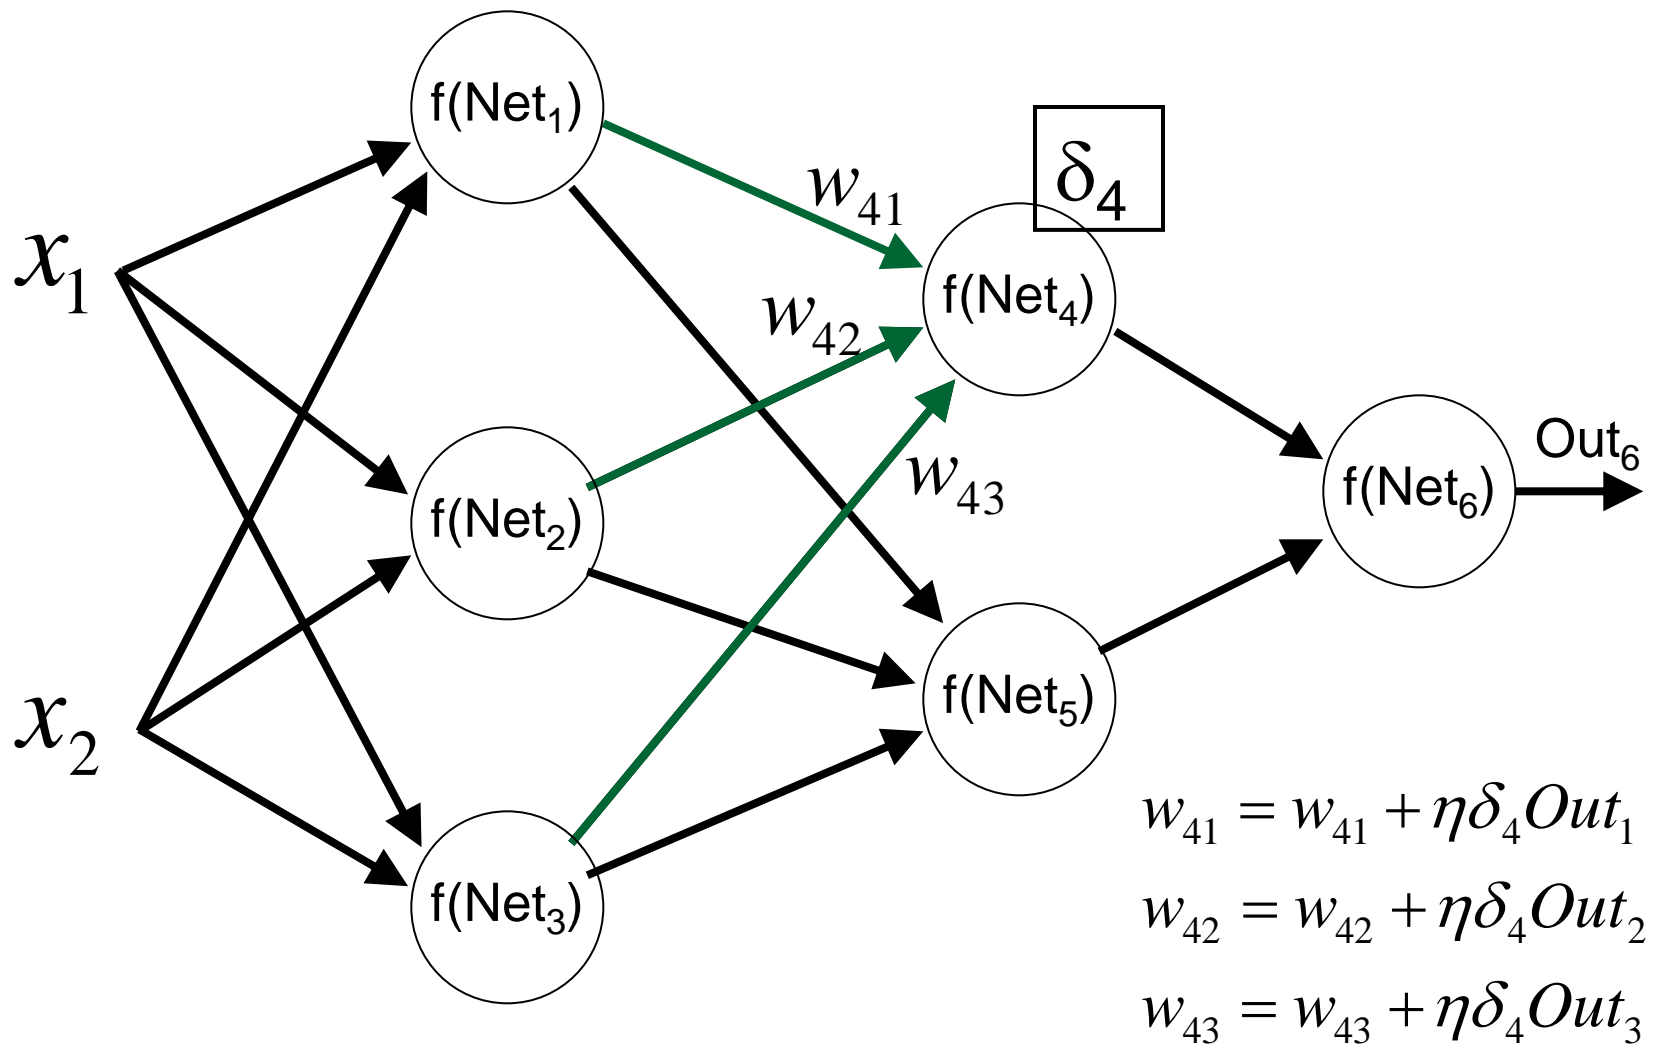 f(Net₁)
δ₄
w₄₁
x₁
f(Net₄)
w₄₂
Out₆
w₄₃
f(Net₆)
f(Net₂)
f(Net₅)
x₂
w₄₁ = w₄₁ + ηδ₄Out₁
f(Net₃)
w₄₂ = w₄₂ + ηδ₄Out₂
w₄₃ = w₄₃ + ηδ₄Out₃